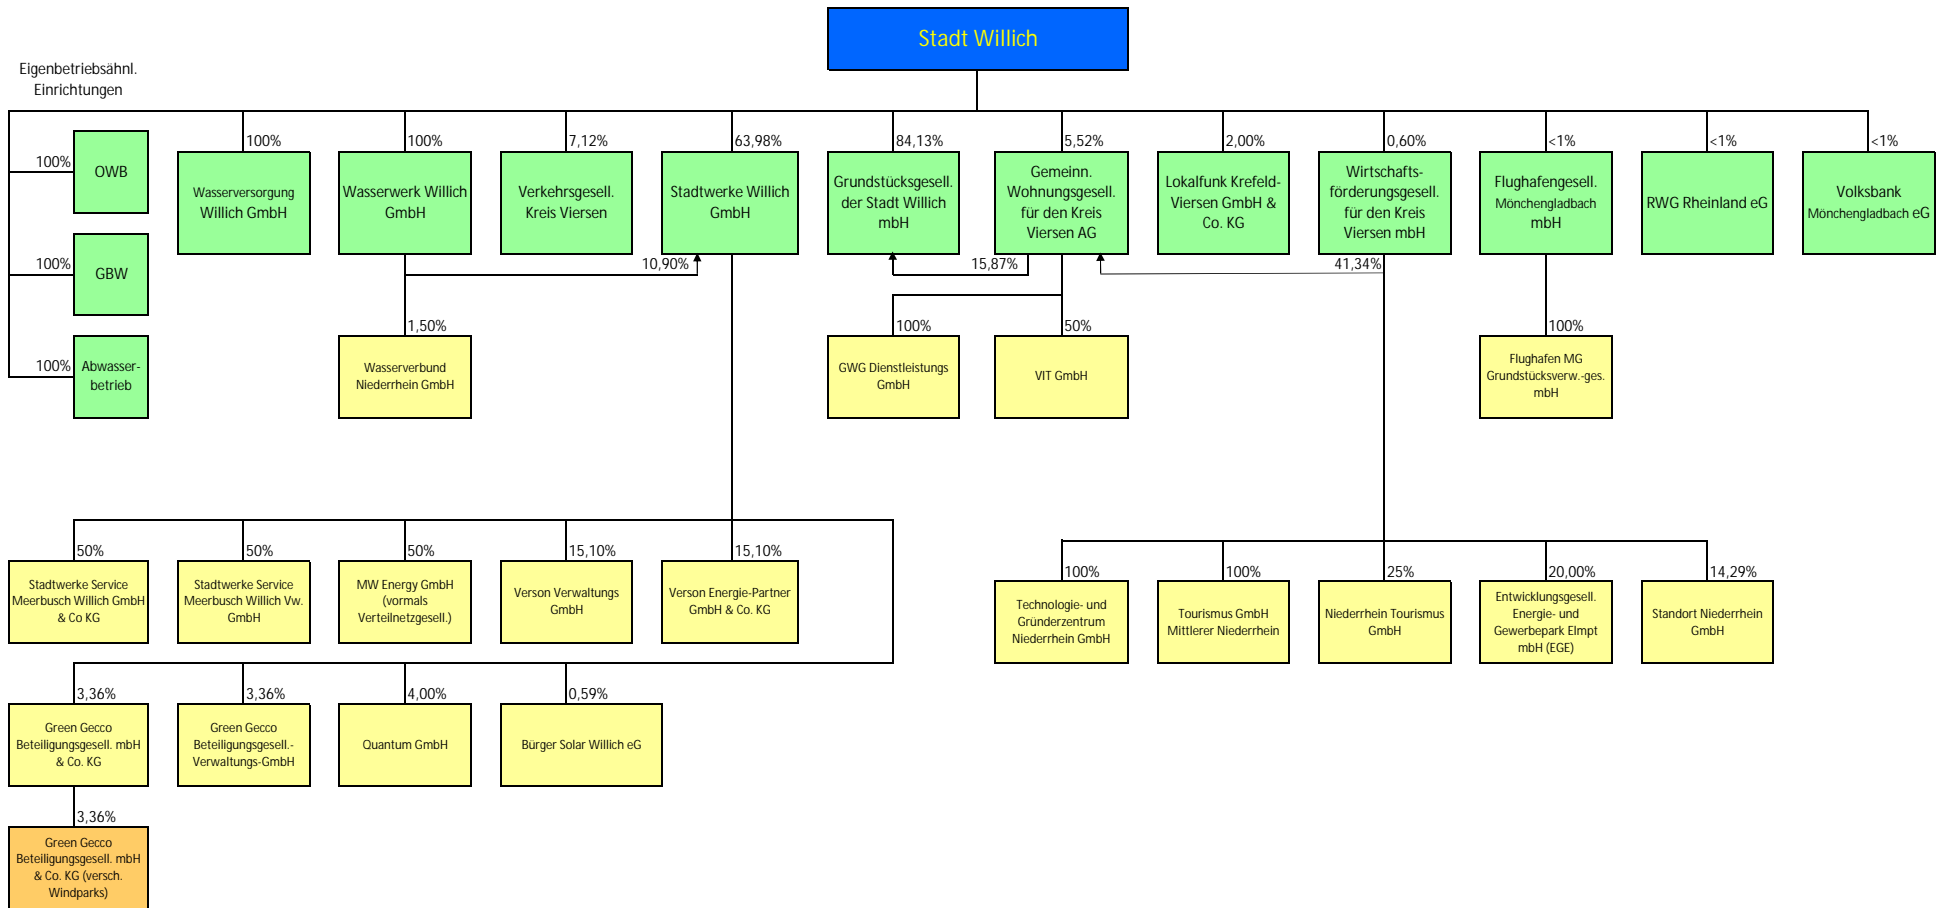 Stadt Willich
Eigenbetriebsähnl.
Einrichtungen
100%
OWB
100%
GBW
100%
Abwasser-
betrieb
100%
Wasserversorgung
Willich GmbH
100%
Wasserwerk Willich
GmbH
7,12%
Verkehrsgesell.
Kreis Viersen
63,98%
Stadtwerke Willich
GmbH
84,13%
Grundstücksgesell.
der Stadt Willich
mbH
5,52%
Gemeinn.
Wohnungsgesell.
für den Kreis
Viersen AG
2,00%
Lokalfunk Krefeld-
Viersen GmbH &
Co. KG
0,60%
Wirtschafts-
förderungsgesell.
für den Kreis
Viersen mbH
<1%
Flughafengesell.
Mönchengladbach
mbH
<1%
RWG Rheinland eG
<1%
Volksbank
Mönchengladbach eG
10,90%
15,87%
41,34%
1,50%
Wasserverbund
Niederrhein GmbH
100%
GWG Dienstleistungs
GmbH
50%
VIT GmbH
100%
Flughafen MG
Grundstücksverw.-ges.
mbH
50%
Stadtwerke Service
Meerbusch Willich GmbH
& Co KG
50%
Stadtwerke Service
Meerbusch Willich Vw.
GmbH
50%
MW Energy GmbH
(vormals
Verteilnetzgesell.)
15,10%
Verson Verwaltungs
GmbH
15,10%
Verson Energie-Partner
GmbH & Co. KG
100%
Technologie- und
Gründerzentrum
Niederrhein GmbH
100%
Tourismus GmbH
Mittlerer Niederrhein
25%
Niederrhein Tourismus
GmbH
20,00%
Entwicklungsgesell.
Energie- und
Gewerbepark Elmpt
mbH (EGE)
14,29%
Standort Niederrhein
GmbH
3,36%
Green Gecco
Beteiligungsgesell. mbH
& Co. KG
3,36%
Green Gecco
Beteiligungsgesell.-
Verwaltungs-GmbH
4,00%
Quantum GmbH
0,59%
Bürger Solar Willich eG
3,36%
Green Gecco
Beteiligungsgesell. mbH
& Co. KG (versch.
Windparks)